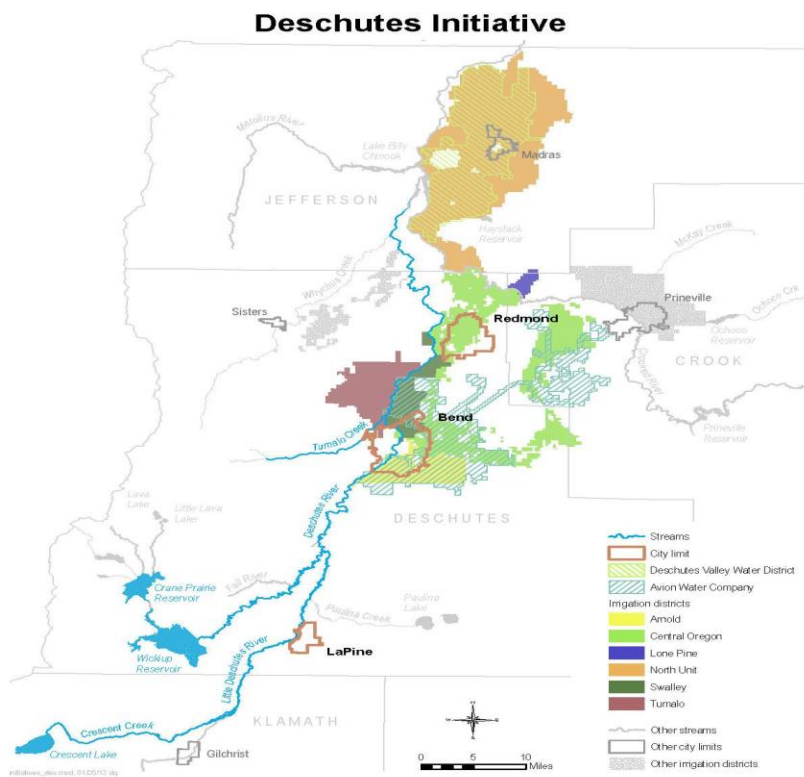 Deschutes Initiative
Metolius River
Lake Billy
Chinook
Madras
JEFFERSON
Haystack
Reservoir
McKay Creek
Whychus Creek
Sisters
Redmond
Prineville
Ochoco Crk
Ochoco
Reservoir
CROOK
Crooked River
Prineville
Reservoir
Bend
Tumalo Creek
Lava
Lake
Little Lava
Lake
Deschutes River
DESCHUTES
Crane Prairie
Reservoir
Fall River
Paulina
Lake
Paulina Creek
Wickiup
Reservoir
LaPine
Little Deschutes River
KLAMATH
Crescent Creek
Gilchrist
Crescent Lake
Streams
City limit
Deschutes Valley Water District
Avion Water Company
Irrigation districts
Arnold
Central Oregon
Lone Pine
North Unit
Swalley
Tumalo
Other streams
Other city limits
Other irrigation districts
0 5 10
Miles